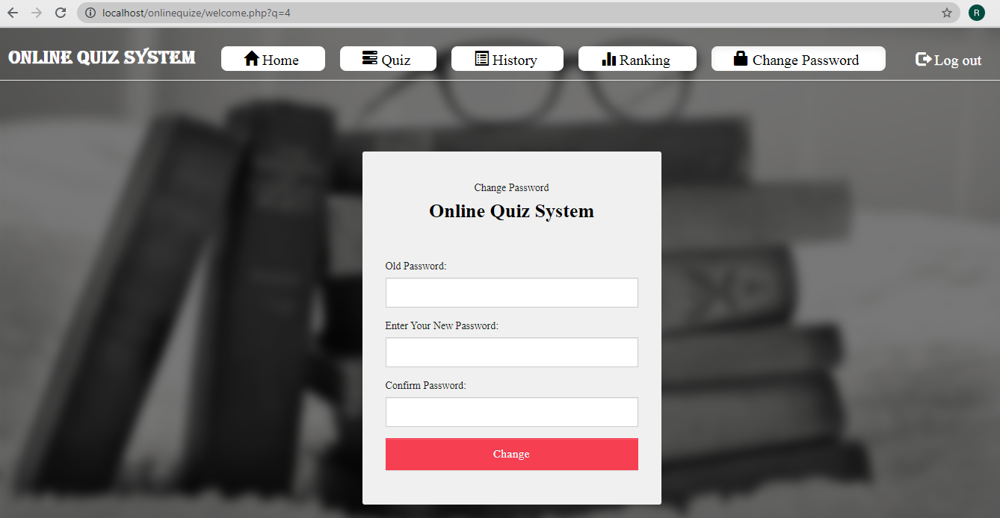 localhost/onlinequize/welcome.php?q=4
R
ONLINE QUIZ SYSTEM
Home
Quiz
History
Ranking
Change Password
Log out
Change Password
Online Quiz System
Old Password:
Enter Your New Password:
Confirm Password:
Change